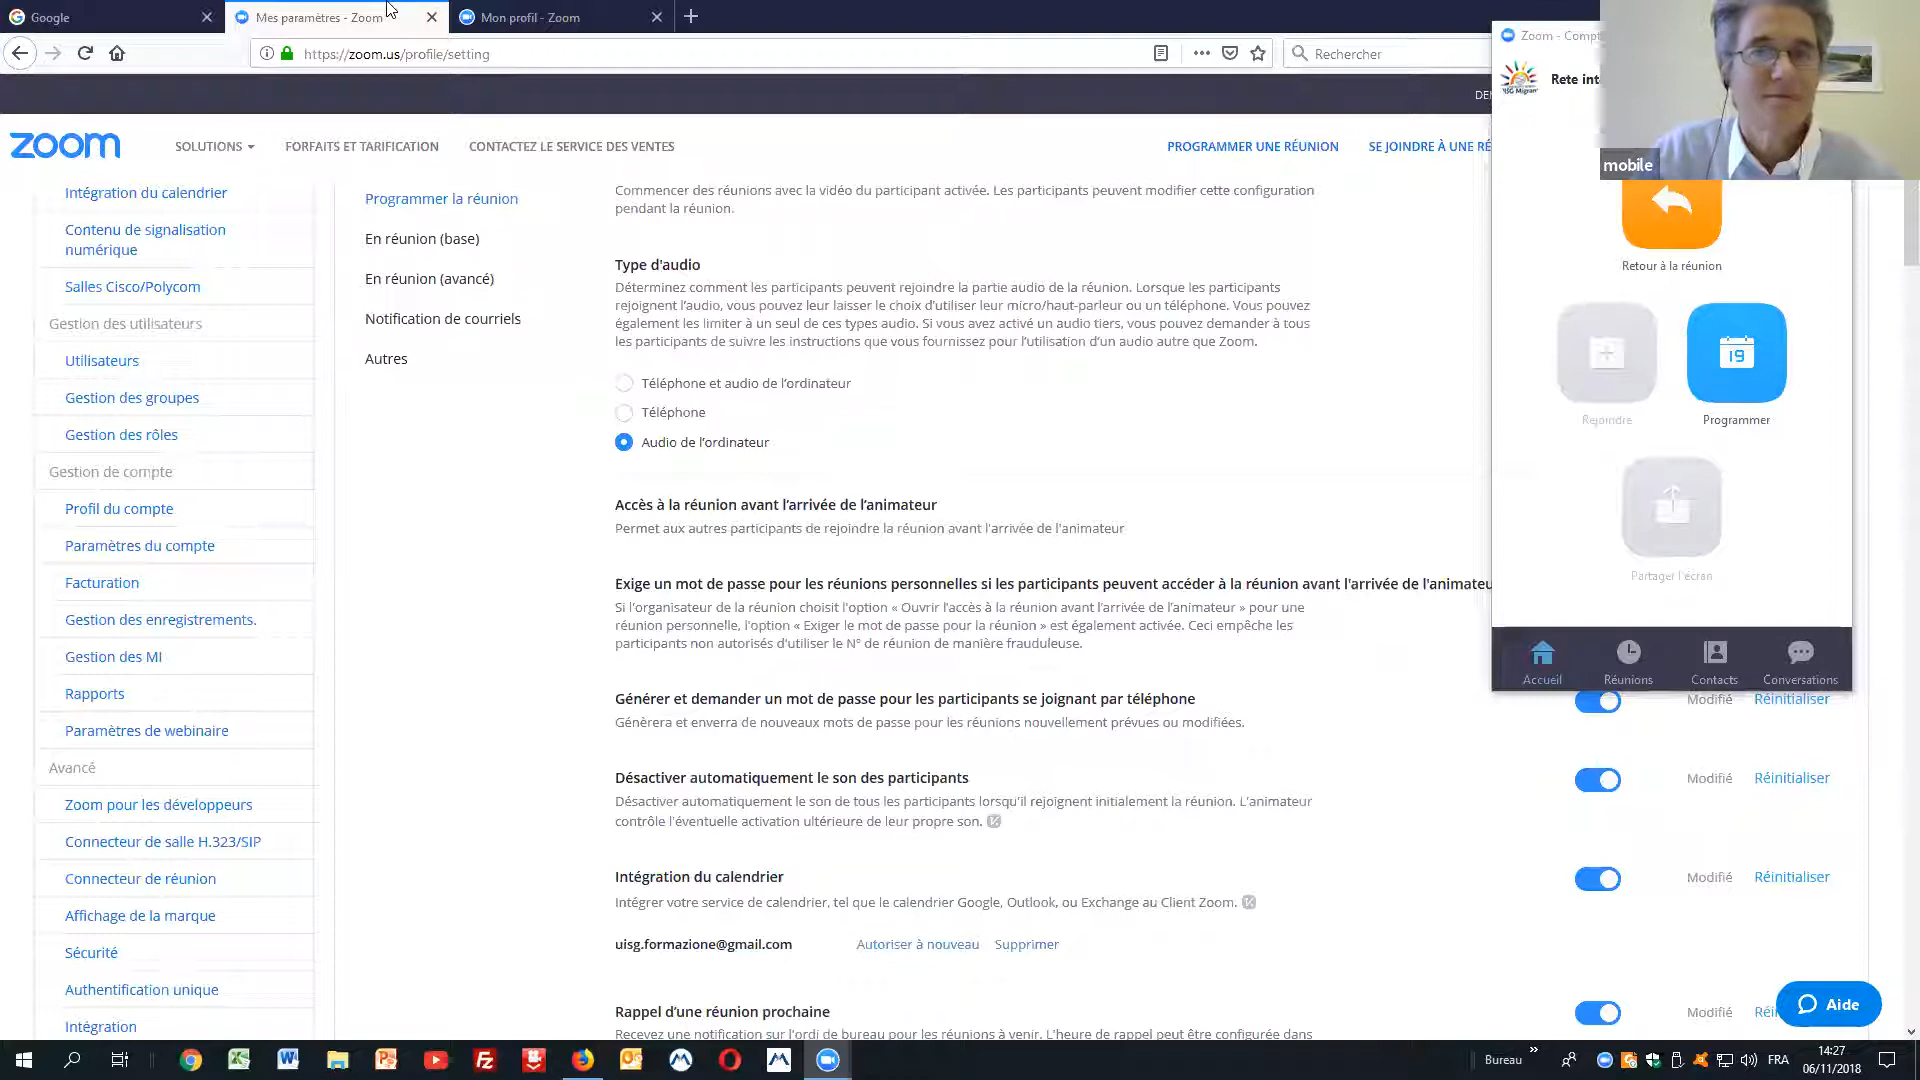 Google
Mes paramètres - Zoom
Mon profil - Zoom
https://zoom.us/profile/setting
Rechercher
Zoom - Compt
Rete int
mobile
zoom
SOLUTIONS
FORFAITS ET TARIFICATION
CONTACTEZ LE SERVICE DES VENTES
PROGRAMMER UNE RÉUNION
SE JOINDRE À UNE RÉ
Intégration du calendrier
Contenu de signalisation
numérique
Salles Cisco/Polycom
Gestion des utilisateurs
Utilisateurs
Gestion des groupes
Gestion des rôles
Gestion de compte
Profil du compte
Paramètres du compte
Facturation
Gestion des enregistrements.
Gestion des MI
Rapports
Paramètres de webinaire
Avancé
Zoom pour les développeurs
Connecteur de salle H.323/SIP
Connecteur de réunion
Affichage de la marque
Sécurité
Authentification unique
Intégration
Programmer la réunion
En réunion (base)
En réunion (avancé)
Notification de courriels
Autres
Commencer des réunions avec la vidéo du participant activée. Les participants peuvent modifier cette configuration
pendant la réunion.
Type d'audio
Déterminez comment les participants peuvent rejoindre la partie audio de la réunion. Lorsque les participants
rejoignent l'audio, vous pouvez leur laisser le choix d'utiliser leur micro/haut-parleur ou un téléphone. Vous pouvez
également les limiter à un seul de ces types audio. Si vous avez activé un audio tiers, vous pouvez demander à tous
les participants de suivre les instructions que vous fournissez pour l'utilisation d'un audio autre que Zoom.
Téléphone et audio de l'ordinateur
Téléphone
Audio de l'ordinateur
Accès à la réunion avant l'arrivée de l'animateur
Permet aux autres participants de rejoindre la réunion avant l'arrivée de l'animateur
Exige un mot de passe pour les réunions personnelles si les participants peuvent accéder à la réunion avant l'arrivée de l'animateu
Si l'organisateur de la réunion choisit l'option « Ouvrir l'accès à la réunion avant l'arrivée de l'animateur » pour une
réunion personnelle, l'option « Exiger le mot de passe pour la réunion » est également activée. Ceci empêche les
participants non autorisés d'utiliser le N° de réunion de manière frauduleuse.
Générer et demander un mot de passe pour les participants se joignant par téléphone
Génèrera et enverra de nouveaux mots de passe pour les réunions nouvellement prévues ou modifiées.
Modifié
Réinitialiser
Désactiver automatiquement le son des participants
Désactiver automatiquement le son de tous les participants lorsqu'il rejoignent initialement la réunion. L'animateur
contrôle l'éventuelle activation ultérieure de leur propre son.
Modifié
Réinitialiser
Intégration du calendrier
Intégrer votre service de calendrier, tel que le calendrier Google, Outlook, ou Exchange au Client Zoom.
Modifié
Réinitialiser
uisg.formazione@gmail.com
Autoriser à nouveau
Supprimer
Rappel d'une réunion prochaine
Recevez une notification sur l'ordi de bureau pour les réunions à venir. L'heure de rappel peut être configurée dans
Modifié
Réi
Aide
Retour à la réunion
Rejoindre
19
Programmer
Partager l'écran
Accueil
Réunions
Contacts
Conversations
Bureau
FRA
14:27
06/11/2018